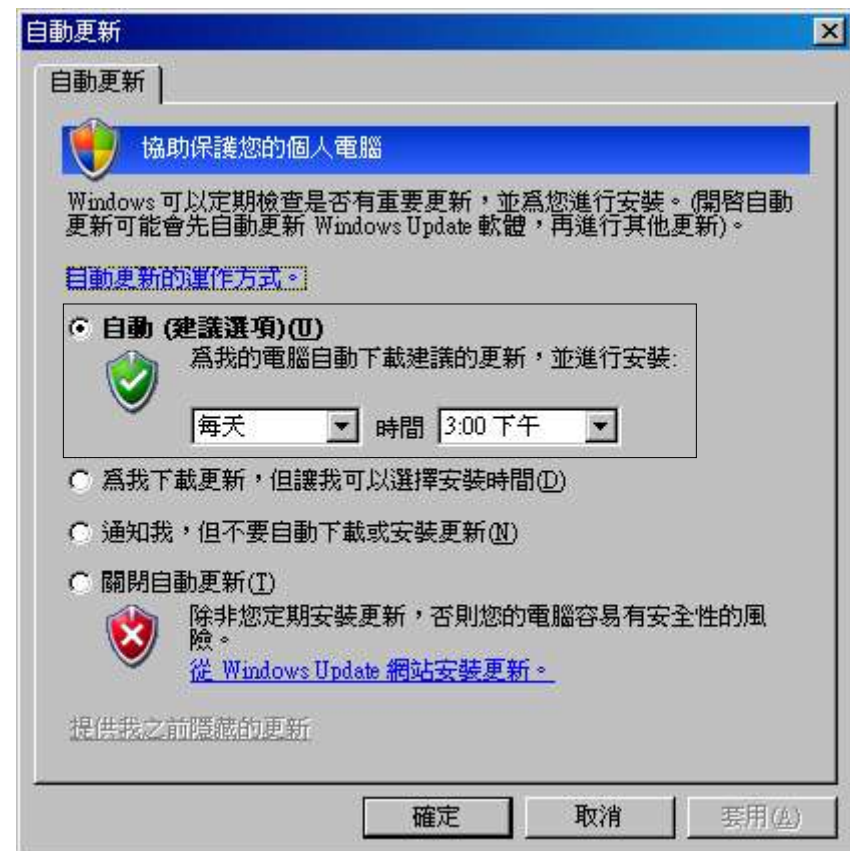 自動更新
自動更新
協助保護您的個人電腦
Windows 可以定期檢查是否有重要更新，並為您進行安裝。(開啓自動
更新可能會先自動更新 Windows Update 軟體，再進行其他更新)。
自動更新的運作方式。
自動 (建議選項)(U)
為我的電腦自動下載建議的更新，並進行安裝:
每天 時間 3:00 下午
為我下載更新，但讓我可以選擇安裝時間(D)
通知我，但不要自動下載或安裝更新(N)
關閉自動更新(T)
除非您定期安裝更新，否則您的電腦容易有安全性的風
險。
從 Windows Update 網站安裝更新。
提供我之前隱藏的更新
確定 取消 套用(A)